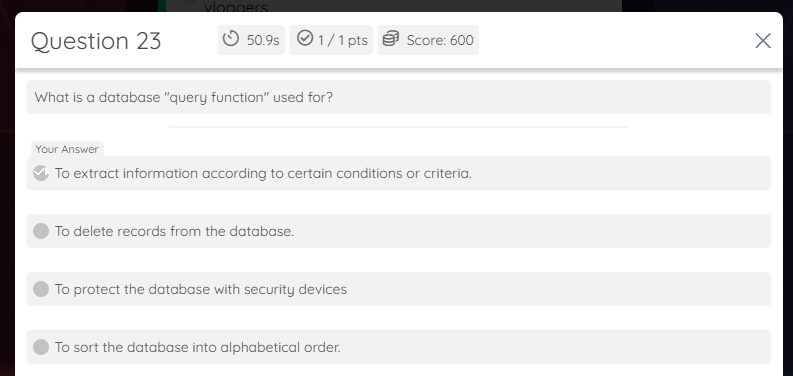 vloggers
Question 23
50.9s
1 / 1 pts
Score: 600
What is a database "query function" used for?
Your Answer
To extract information according to certain conditions or criteria.
To delete records from the database.
To protect the database with security devices
To sort the database into alphabetical order.